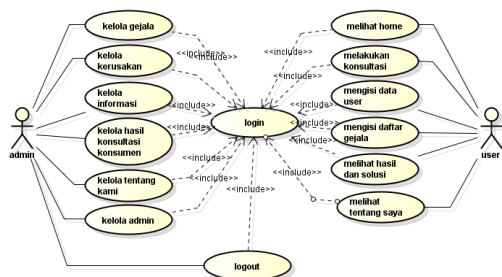 kelola gejala
melihat home
<<include>>
<<include>>
kelola
kerusakan
melakukan
konsultasi
<<include>>
<<include>>
kelola
informasi
mengisi data
user
<<include>>
<<include>>
login
kelola hasil
konsultasi
konsumen
<<include>>
<<include>>
mengisi daftar
gejala
admin
user
<<include>>
<<include>>
melihat hasil
dan solusi
kelola tentang
kami
<<include>>
<<include>>
<<include>>
melihat
tentang saya
kelola admin
logout